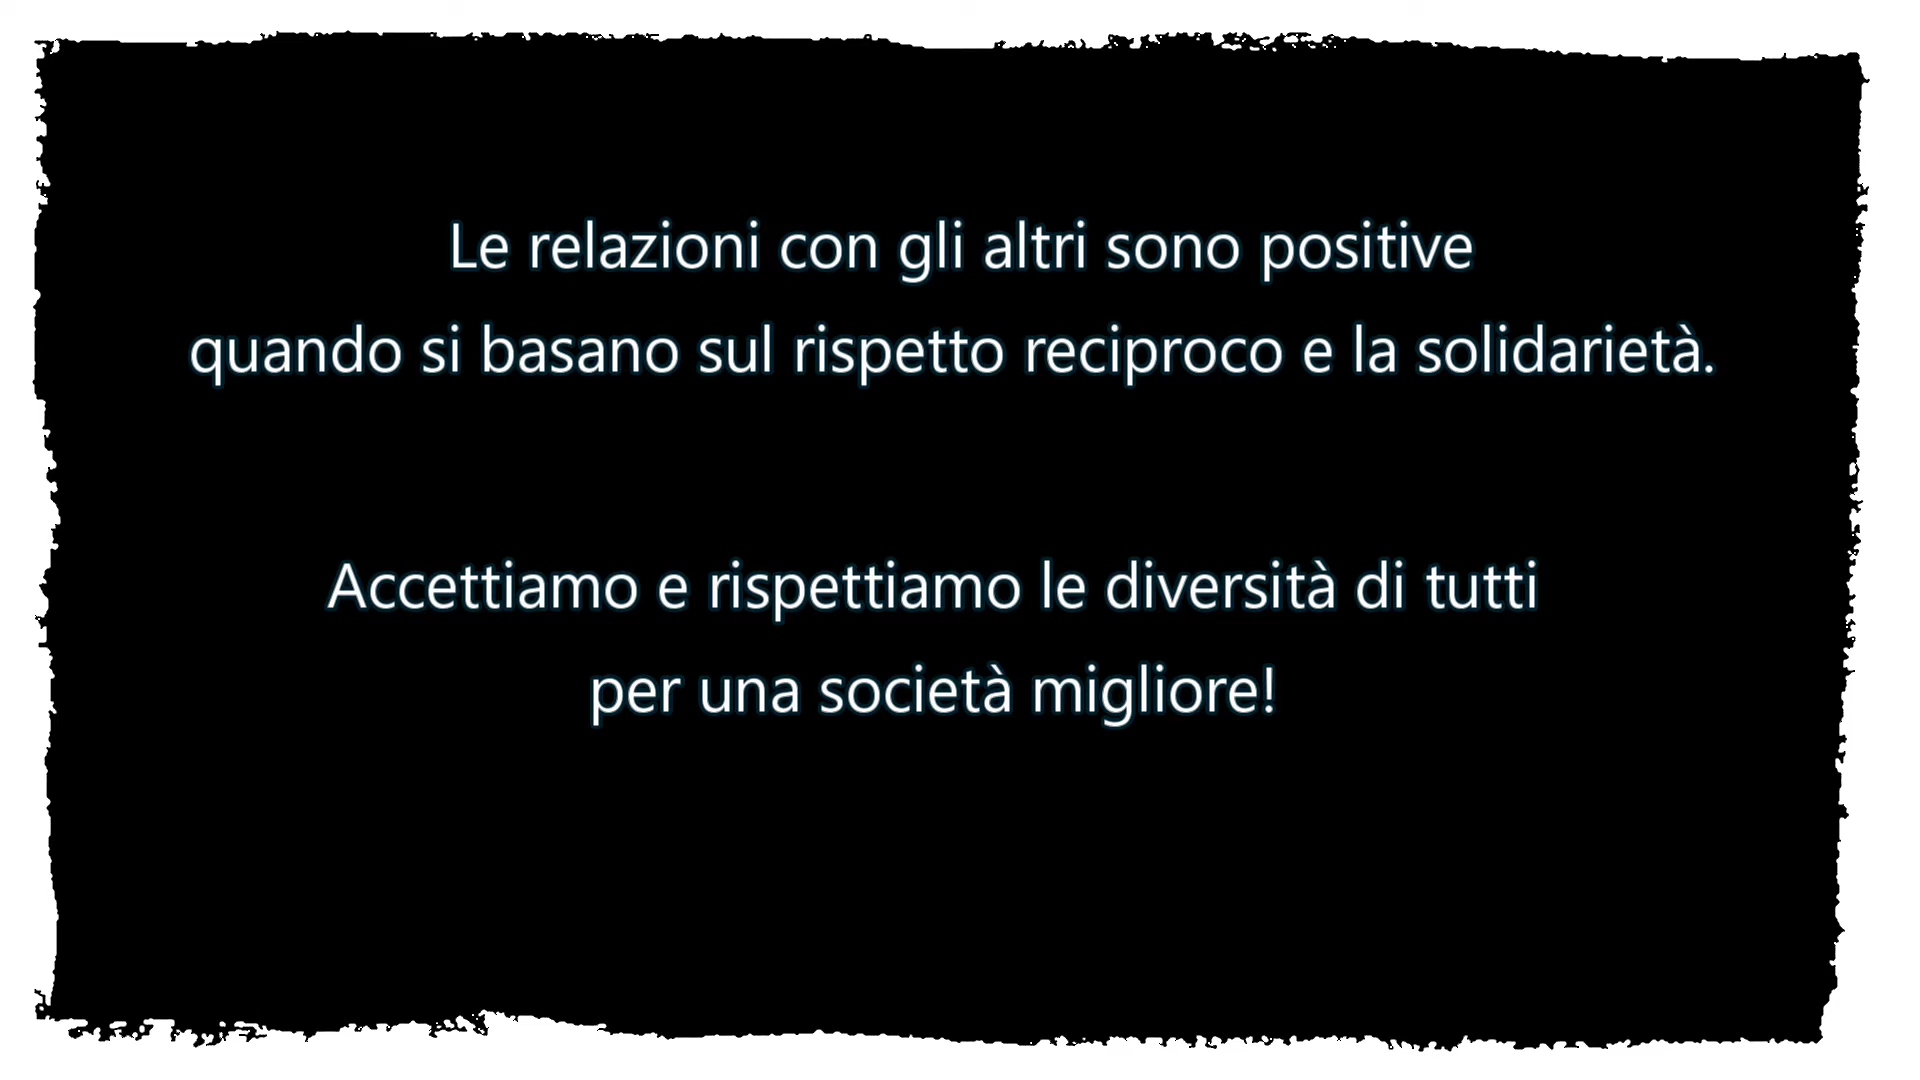 Le relazioni con gli altri sono positive
quando si basano sul rispetto reciproco e la solidarietà.
Accettiamo e rispettiamo le diversità di tutti
per una società migliore!